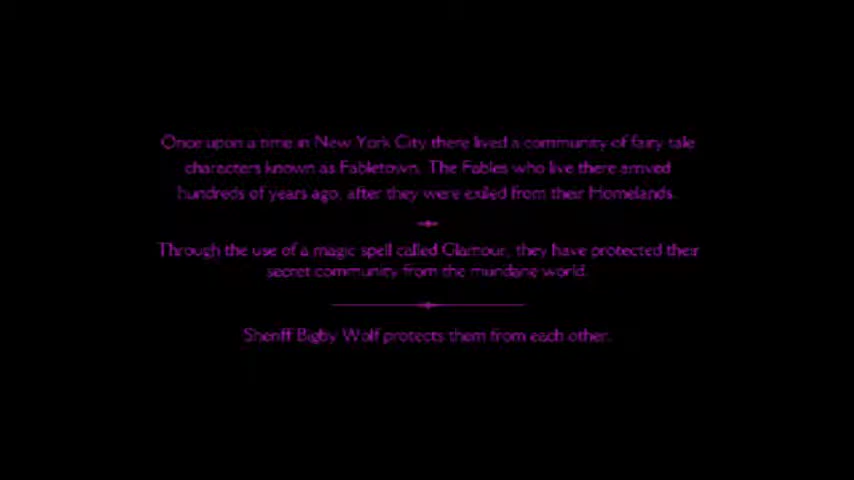 Once upon a time in New York City there lived a community of fairy tale
characters known as Fabletown. The Fables who live there arrived
hundreds of years ago, after they were exiled from their Homelands.
Through the use of a magic spell called Glamour, they have protected their
secret community from the mundane world.
Sheriff Bigby Wolf protects them from each other.